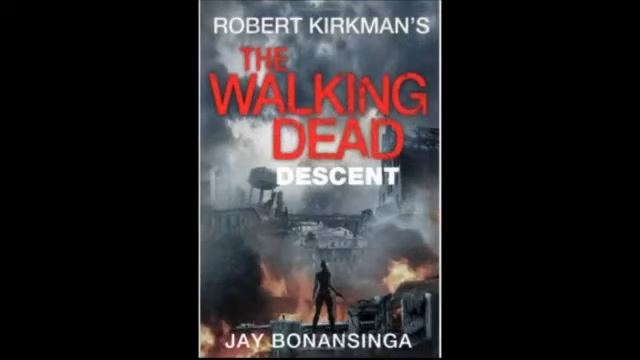 ROBERT KIRKMAN'S
THE
WALKING
DEAD
DESCENT
JAY BONANSINGA